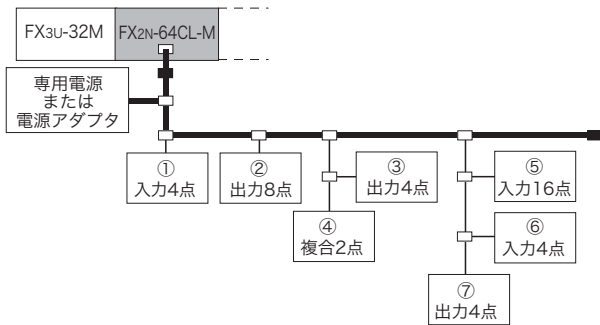 FX3U-32M
FX2N-64CL-M
専用電源
または
電源アダプタ
①
入力4点
②
出力8点
③
出力4点
④
複合2点
⑤
入力16点
⑥
入力4点
⑦
出力4点